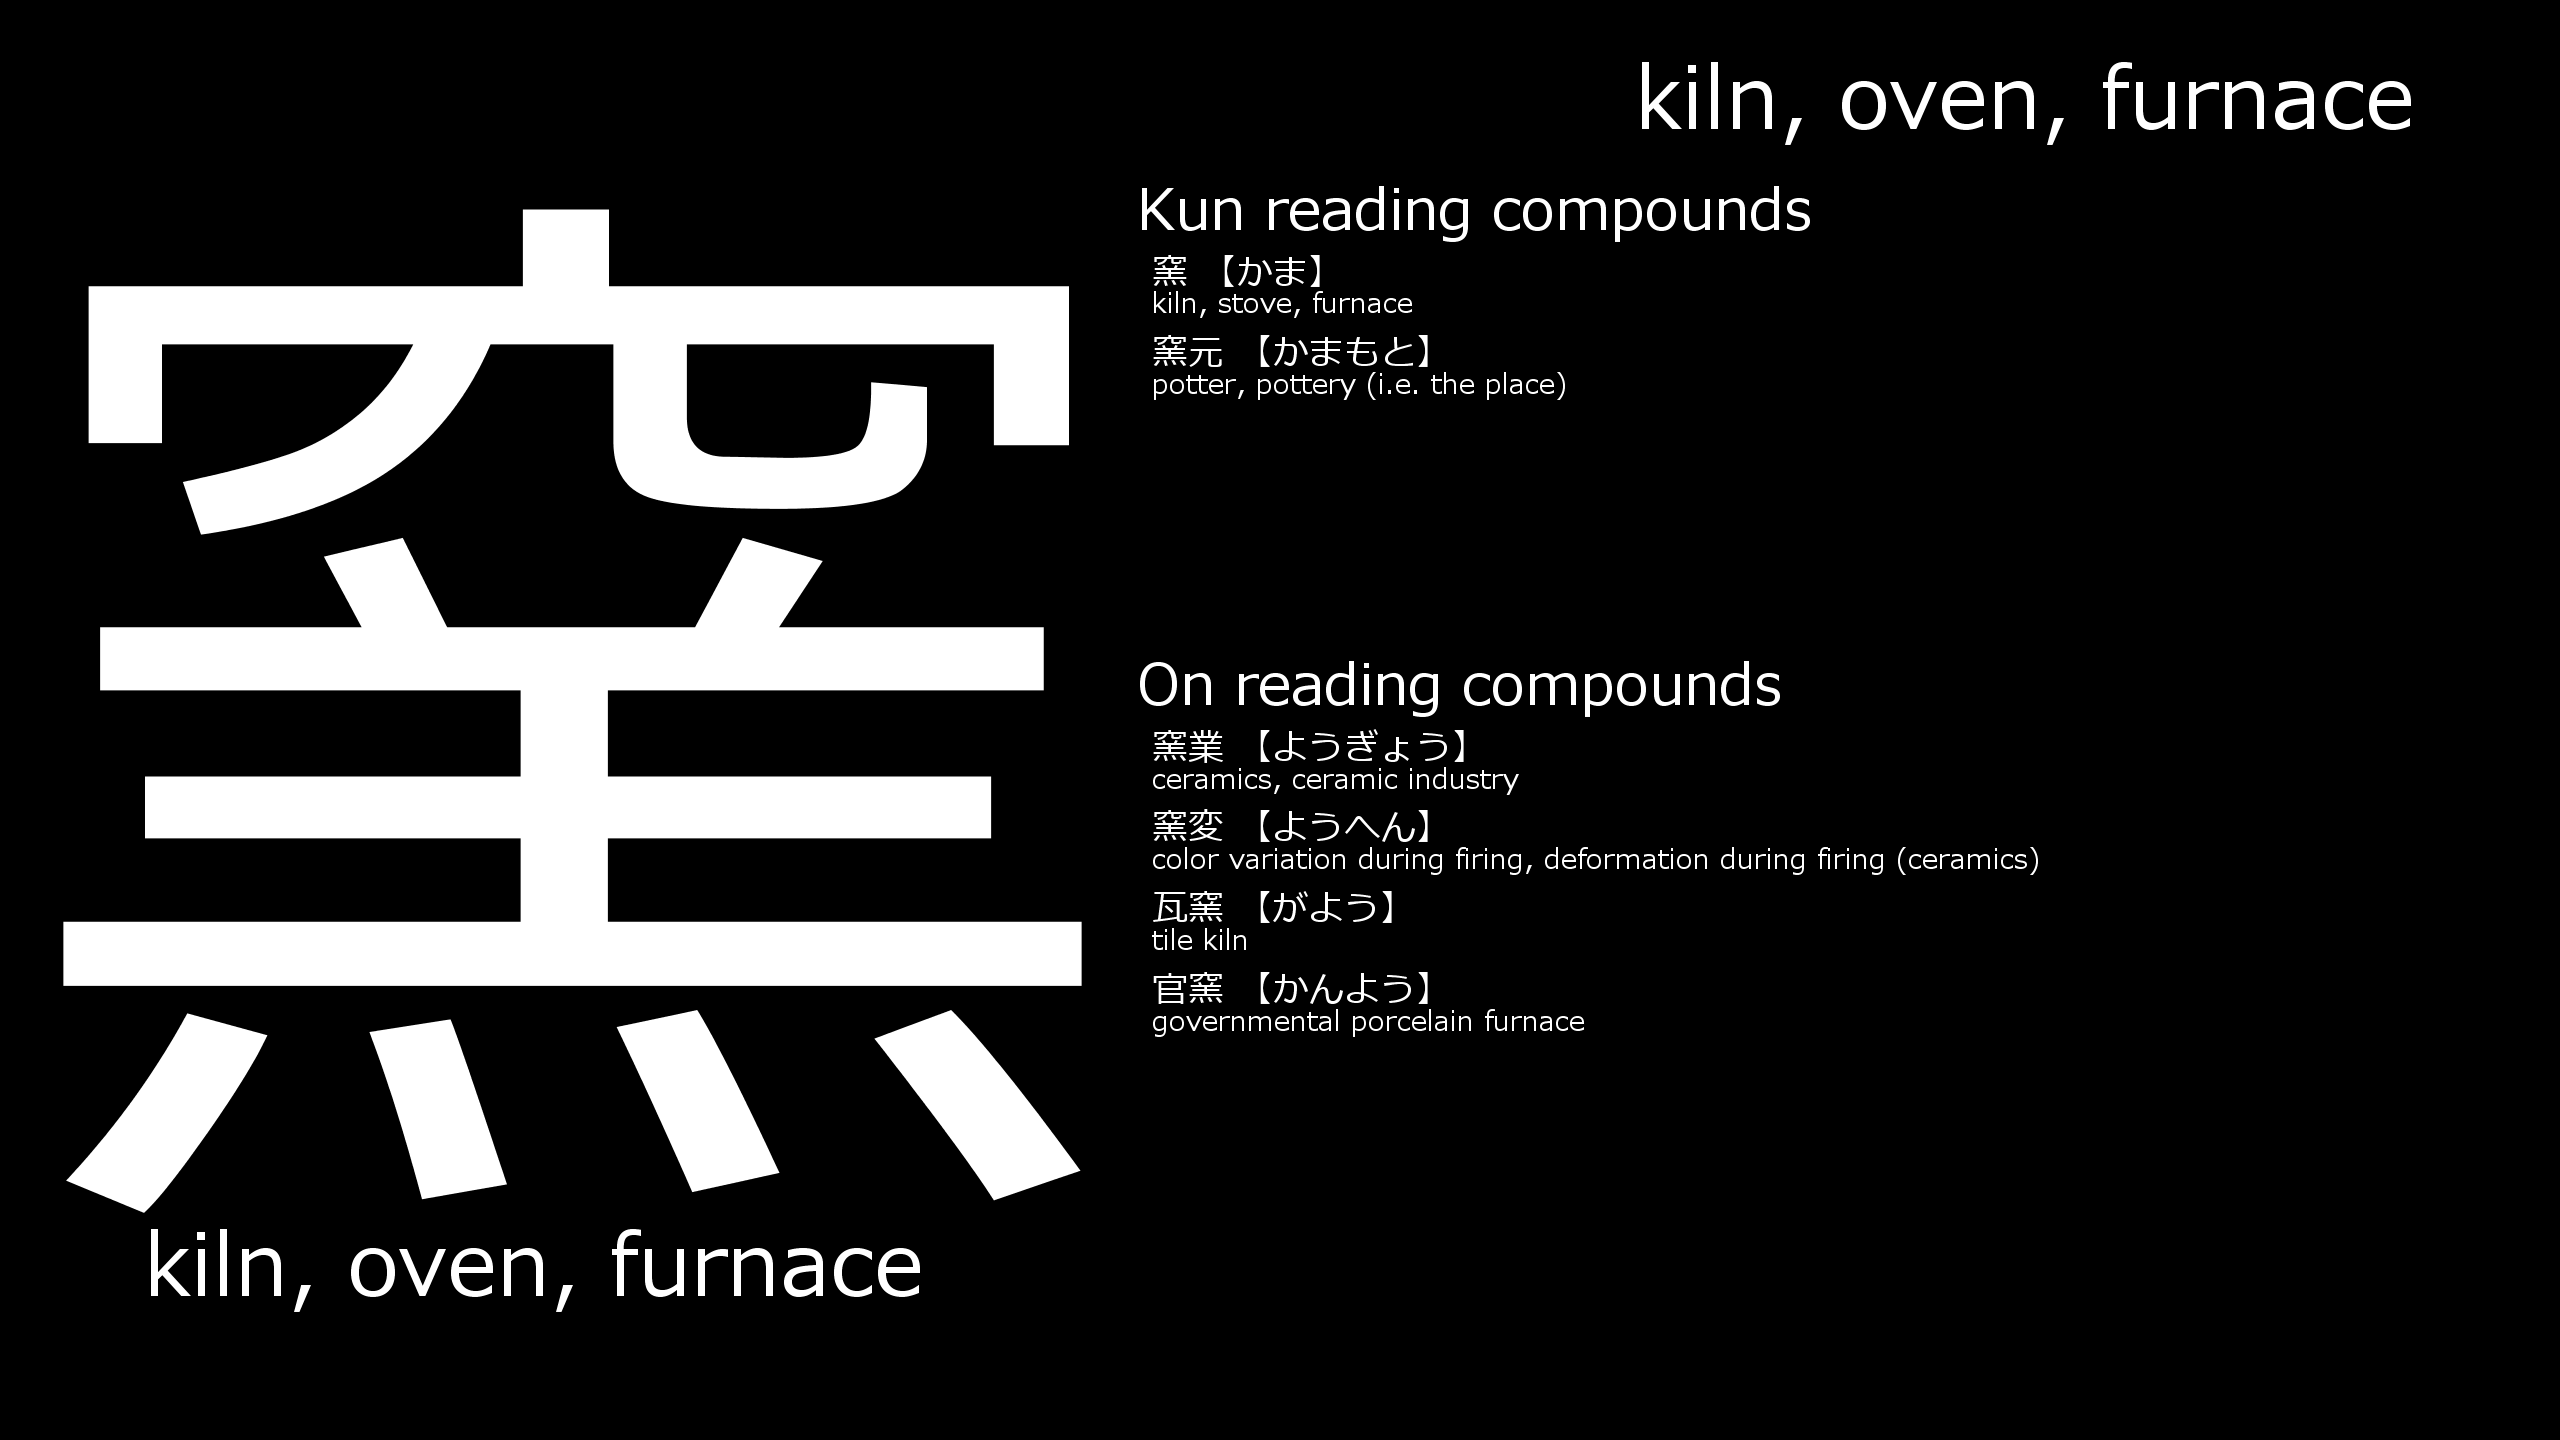 kiln, oven, furnace
窯
kiln, oven, furnace
Kun reading compounds
窯 【かま】
kiln, stove, furnace
窯元 【かまもと】
potter, pottery (i.e. the place)
On reading compounds
窯業 【ようぎょう】
ceramics, ceramic industry
窯変 【ようへん】
color variation during firing, deformation during firing (ceramics)
瓦窯 【がよう】
tile kiln
官窯 【かんよう】
governmental porcelain furnace